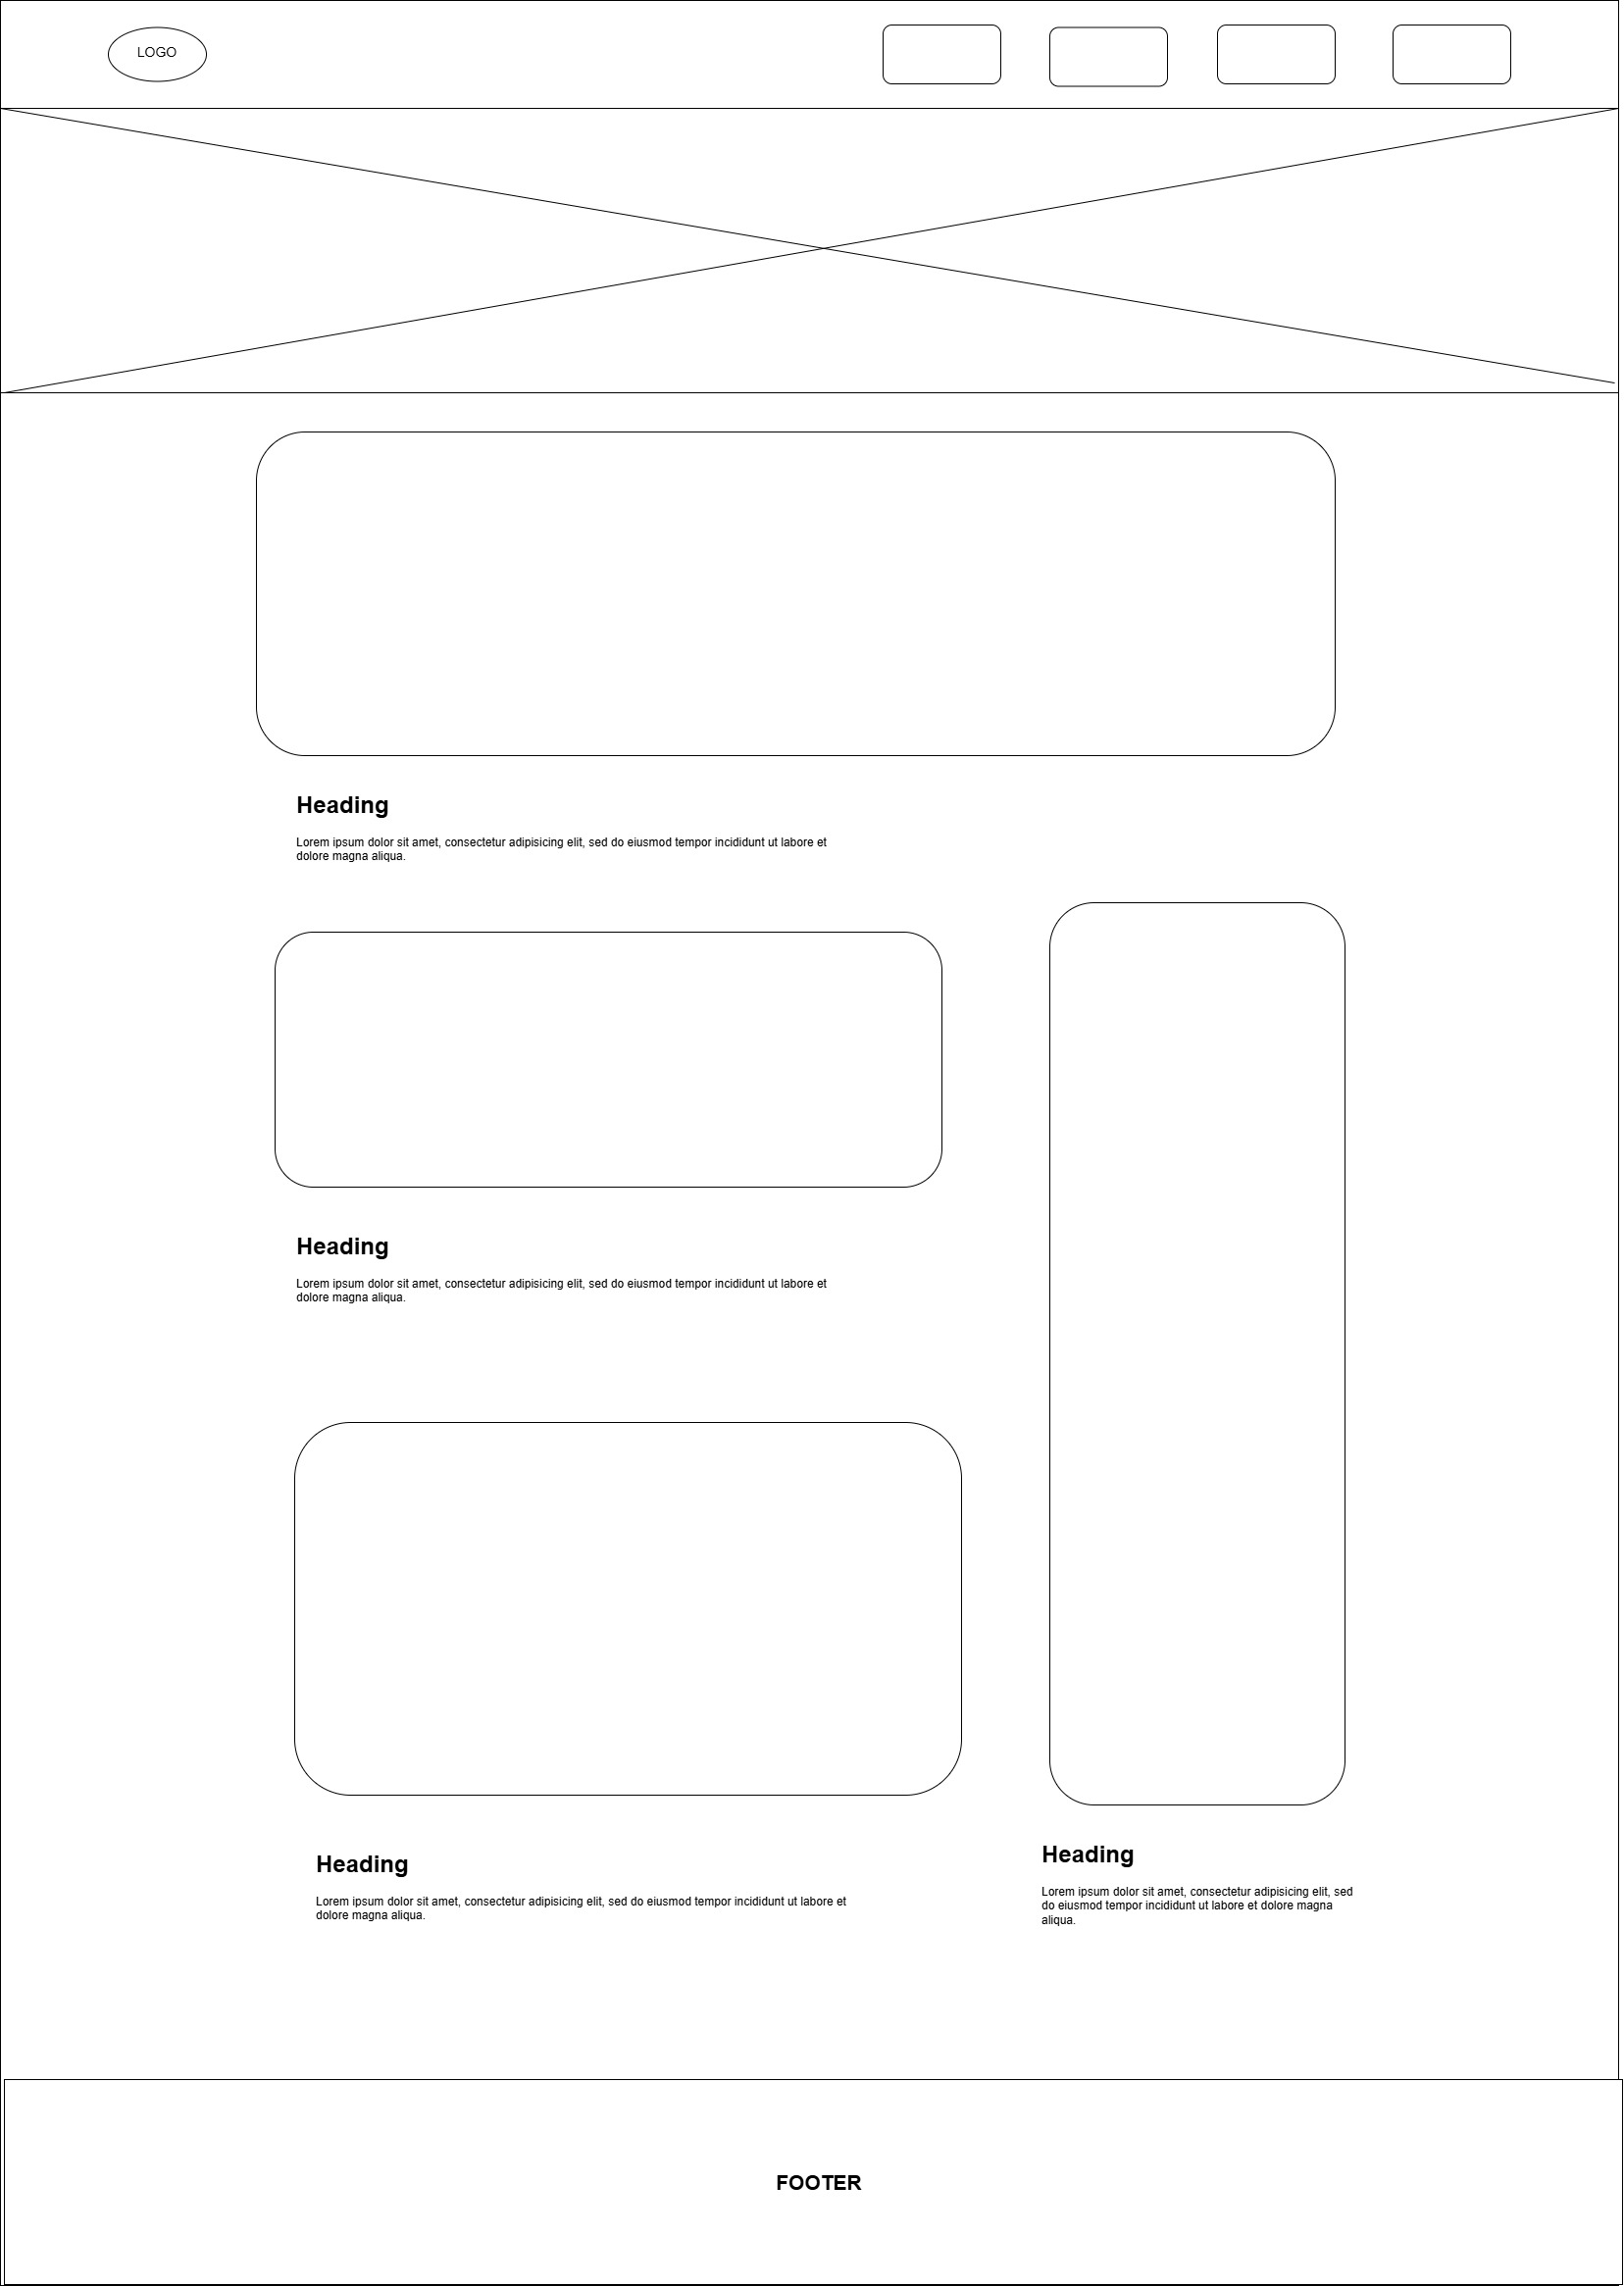 LOGO
Heading
Lorem ipsum dolor sit amet, consectetur adipisicing elit, sed do eiusmod tempor incididunt ut labore et
dolore magna aliqua.
Heading
Lorem ipsum dolor sit amet, consectetur adipisicing elit, sed do eiusmod tempor incididunt ut labore et
dolore magna aliqua.
Heading
Lorem ipsum dolor sit amet, consectetur adipisicing elit, sed do eiusmod tempor incididunt ut labore et
dolore magna aliqua.
Heading
Lorem ipsum dolor sit amet, consectetur adipisicing elit, sed
do eiusmod tempor incididunt ut labore et dolore magna
aliqua.
FOOTER